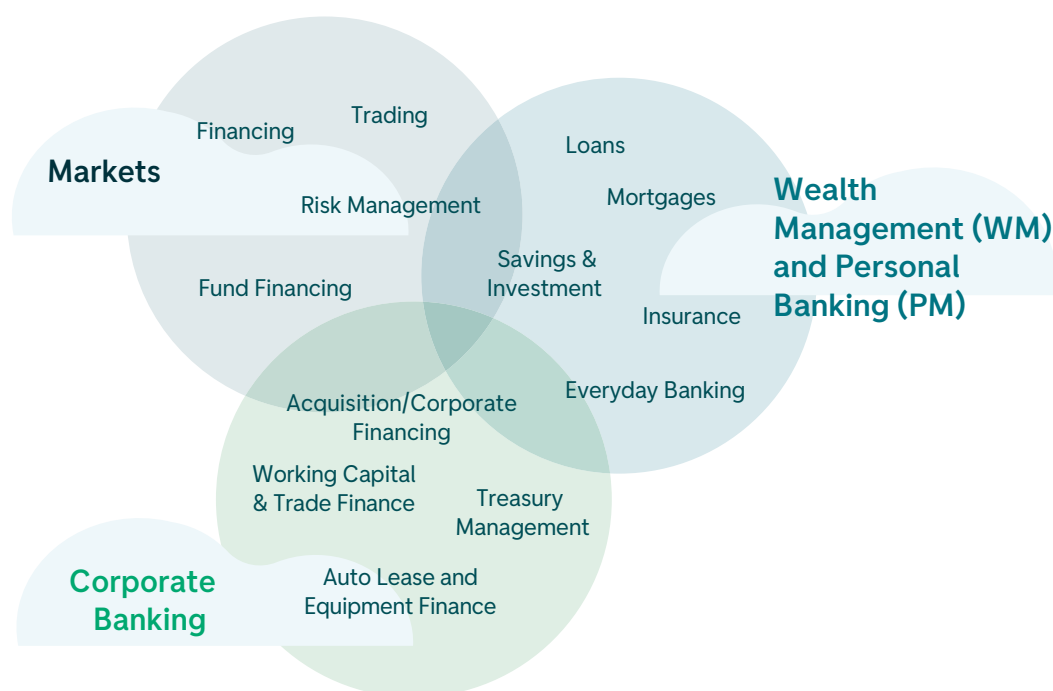 Markets
Financing
Trading
Risk Management
Fund Financing
Loans
Mortgages
Savings &
Investment
Insurance
Everyday Banking
Wealth
Management (WM)
and Personal
Banking (PM)
Acquisition/Corporate
Financing
Working Capital
& Trade Finance
Treasury
Management
Auto Lease and
Equipment Finance
Corporate
Banking